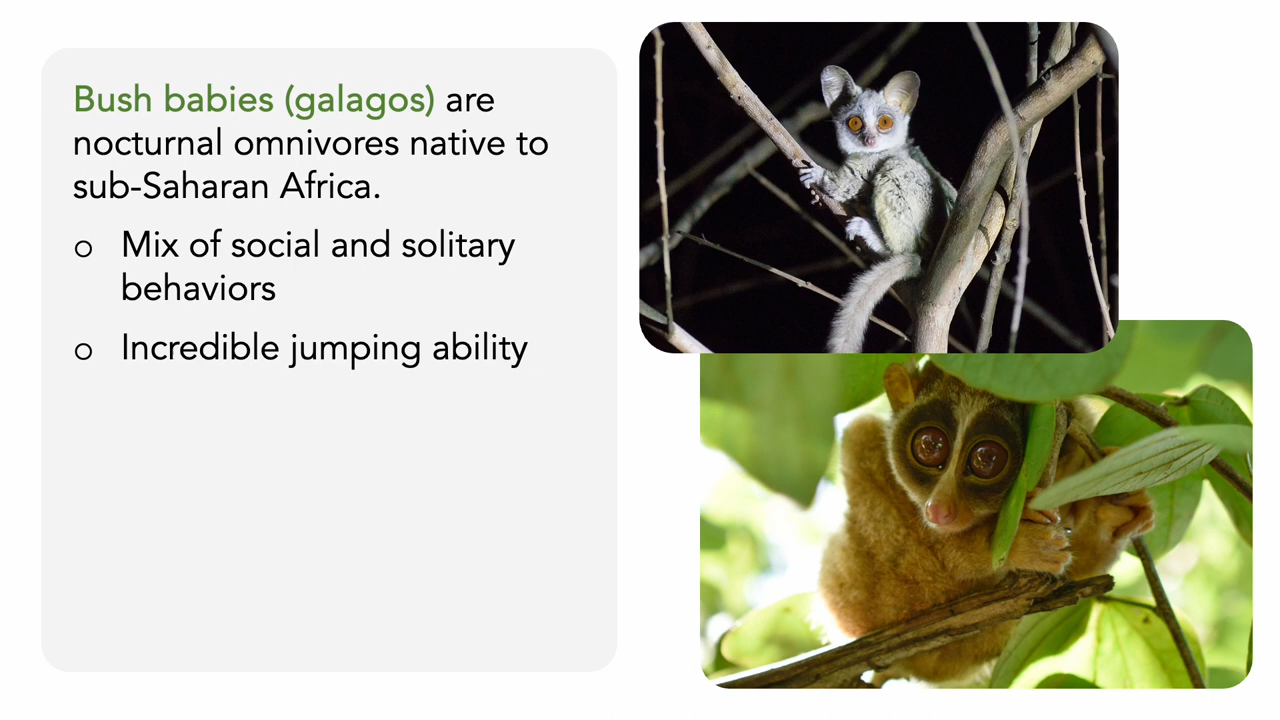 Bush babies (galagos) are
nocturnal omnivores native to
sub-Saharan Africa.
o Mix of social and solitary
behaviors
o Incredible jumping ability